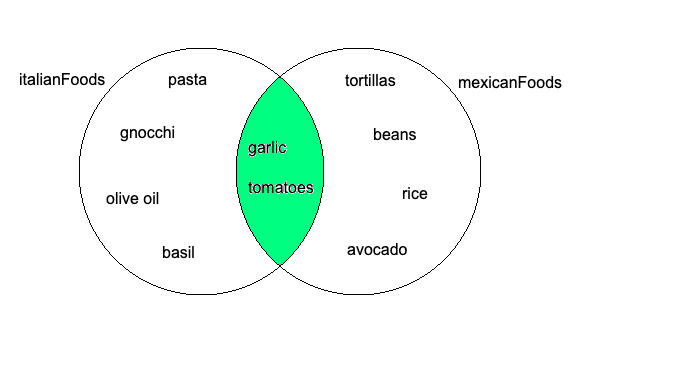 italianFoods
pasta
gnocchi
olive oil
basil
garlic
tomatoes
tortillas
beans
rice
avocado
mexicanFoods